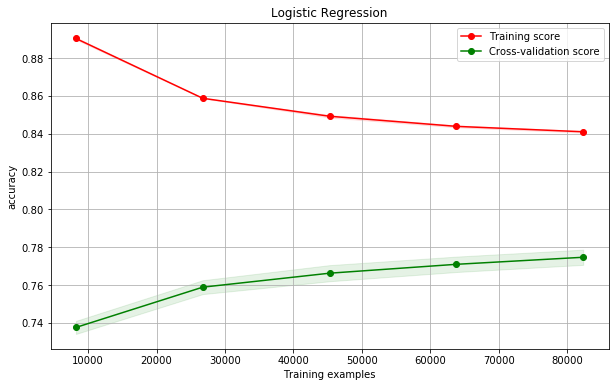 Logistic Regression
Training score
Cross-validation score
0.88
0.86
0.84
0.82
0.80
0.78
0.76
0.74
accuracy
10000 20000 30000 40000 50000 60000 70000 80000
Training examples